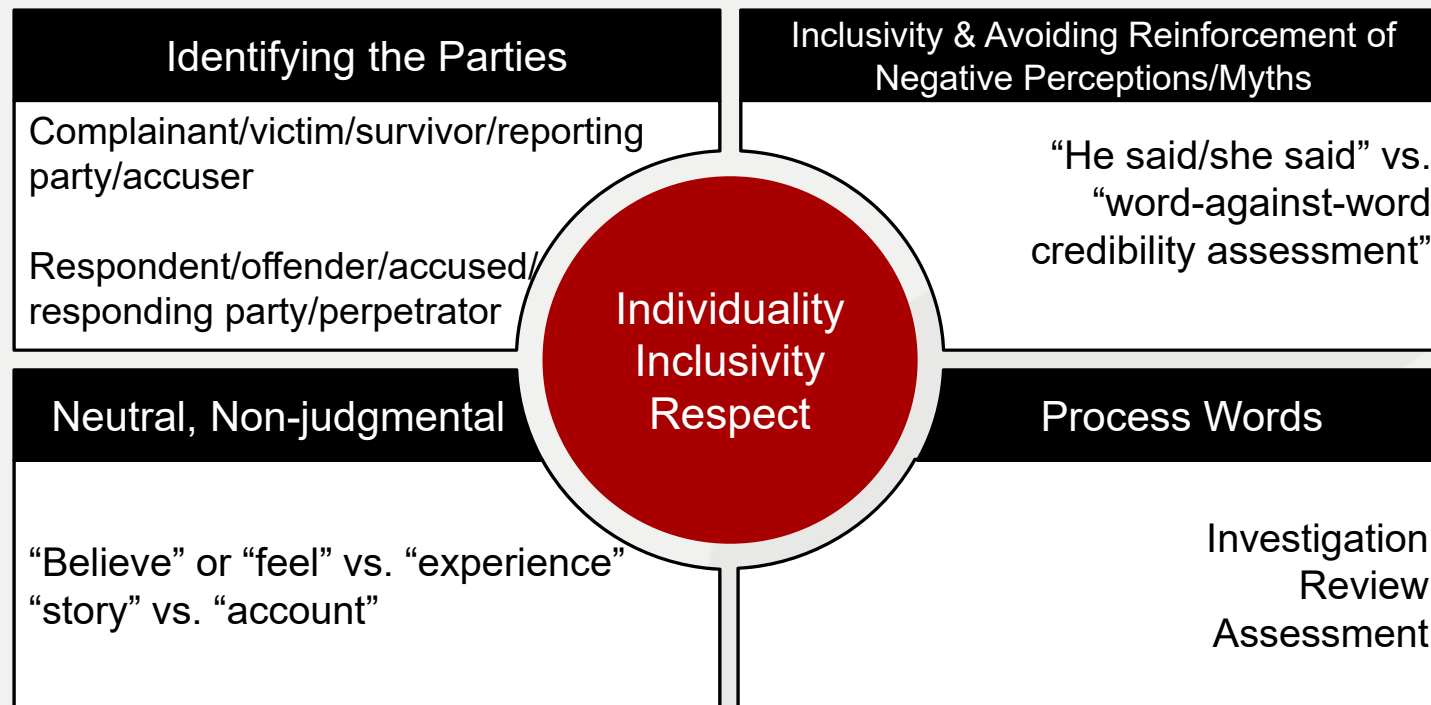 Identifying the Parties
Complainant/victim/survivor/reporting
party/accuser
Respondent/offender/accused/
responding party/perpetrator
Inclusivity & Avoiding Reinforcement of
Negative Perceptions/Myths
“He said/she said” vs.
“word-against-word
credibility assessment”
Individuality
Inclusivity
Respect
Neutral, Non-judgmental
“Believe” or “feel” vs. “experience”
“story” vs. “account”
Process Words
Investigation
Review
Assessment